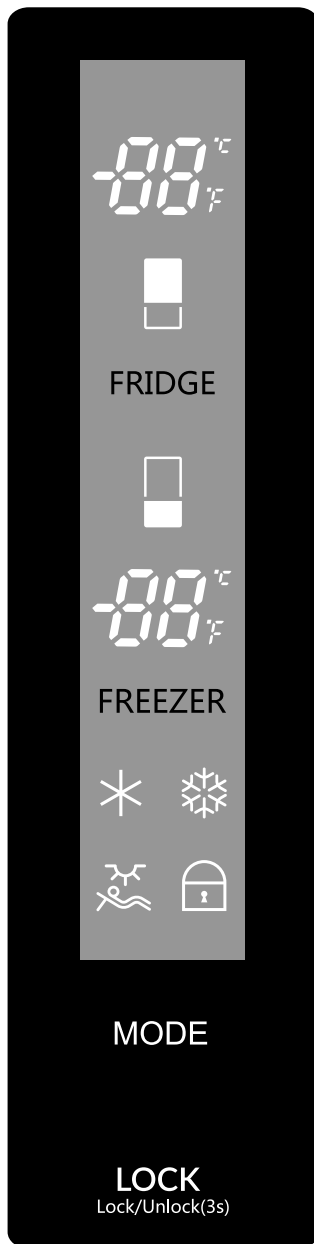 -88 °C
°F
FRIDGE
-88 °C
°F
FREEZER
MODE
LOCK
Lock/Unlock(3s)